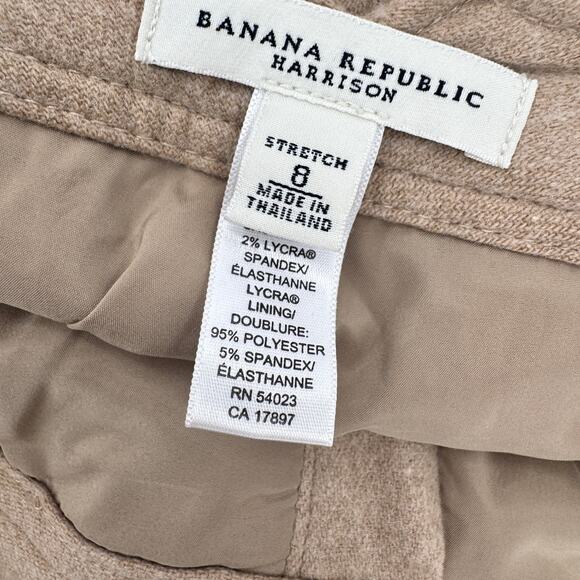 BANANA REPUBLIC
HARRISON
STRETCH
8
MADE IN
THAILAND
2% LYCRA®
SPANDEX/
ÉLASTHANNE
LYCRA®
LINING/
DOUBLURE:
95% POLYESTER
5% SPANDEX/
ÉLASTHANNE
RN 54023
CA 17897